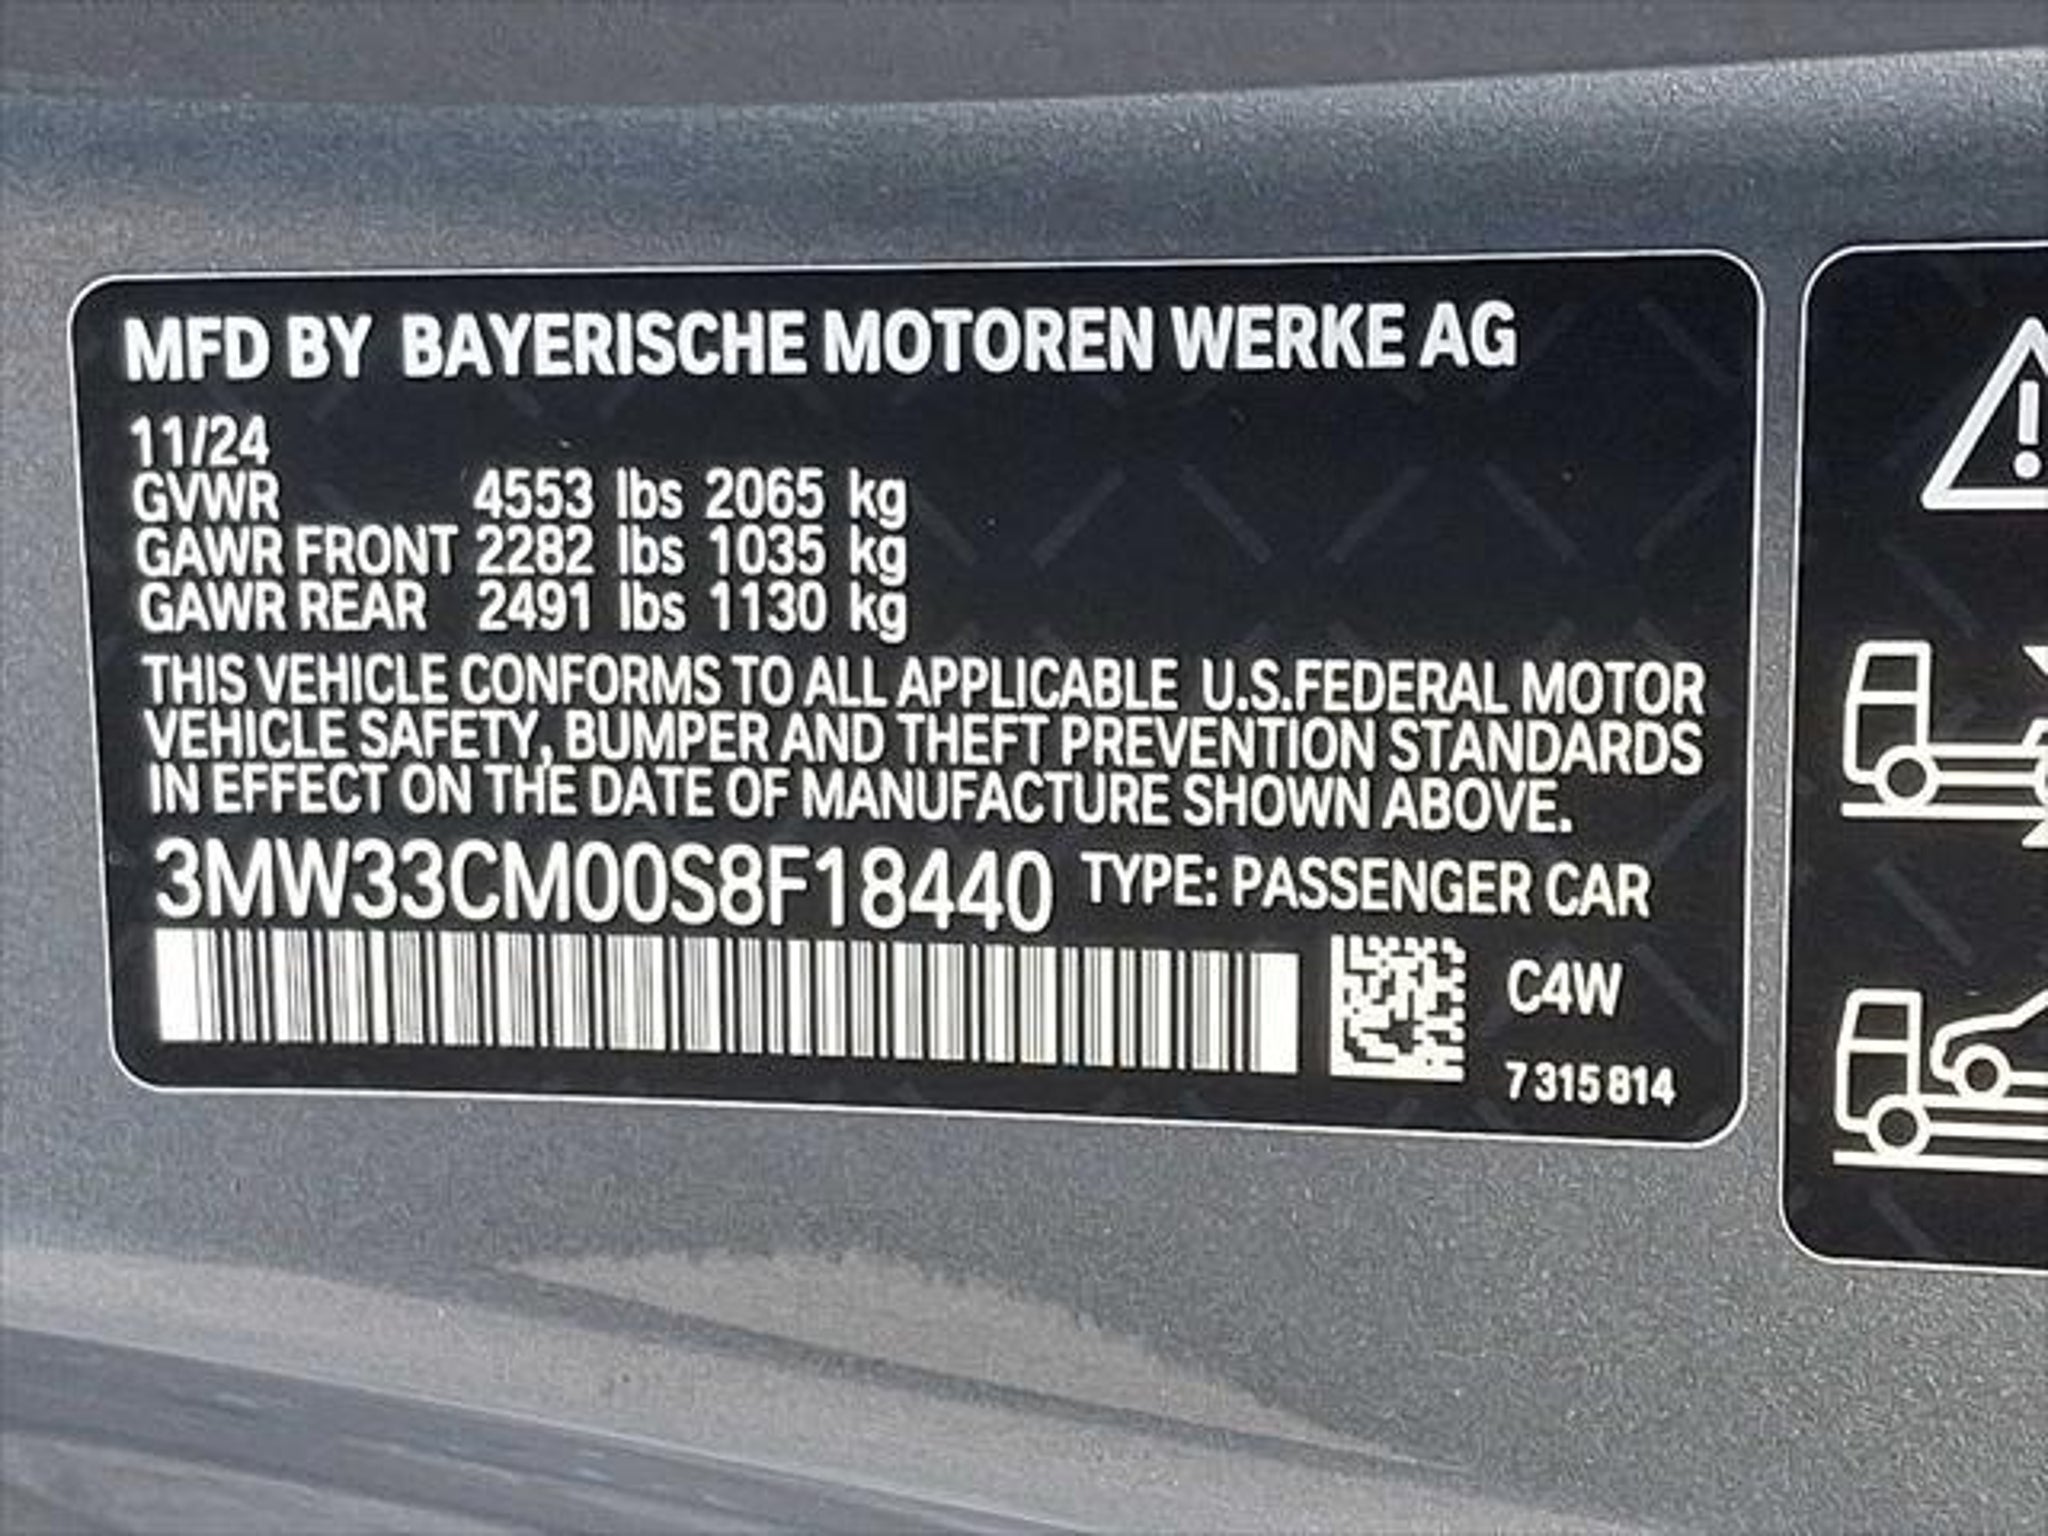 MFD BY BAYERISCHE MOTOREN WERKE AG
11/24
GVWR 4553 lbs 2065 kg
GAWR FRONT 2282 lbs 1035 kg
GAWR REAR 2491 lbs 1130 kg
THIS VEHICLE CONFORMS TO ALL APPLICABLE U.S.FEDERAL MOTOR
VEHICLE SAFETY, BUMPER AND THEFT PREVENTION STANDARDS
IN EFFECT ON THE DATE OF MANUFACTURE SHOWN ABOVE.
3MW33CM00S8F18440 TYPE: PASSENGER CAR
C4W
7 315 814